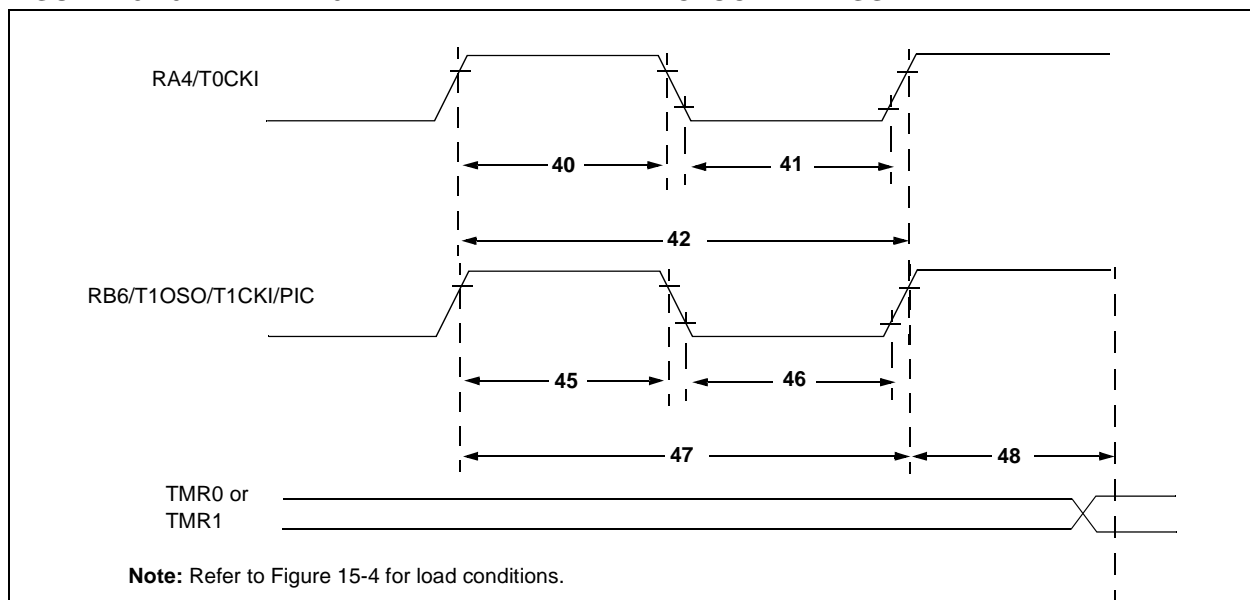 RA4/T0CKI
40
41
42
RB6/T1OSO/T1CKI/PIC
45
46
47
48
TMR0 or
TMR1
Note: Refer to Figure 15-4 for load conditions.